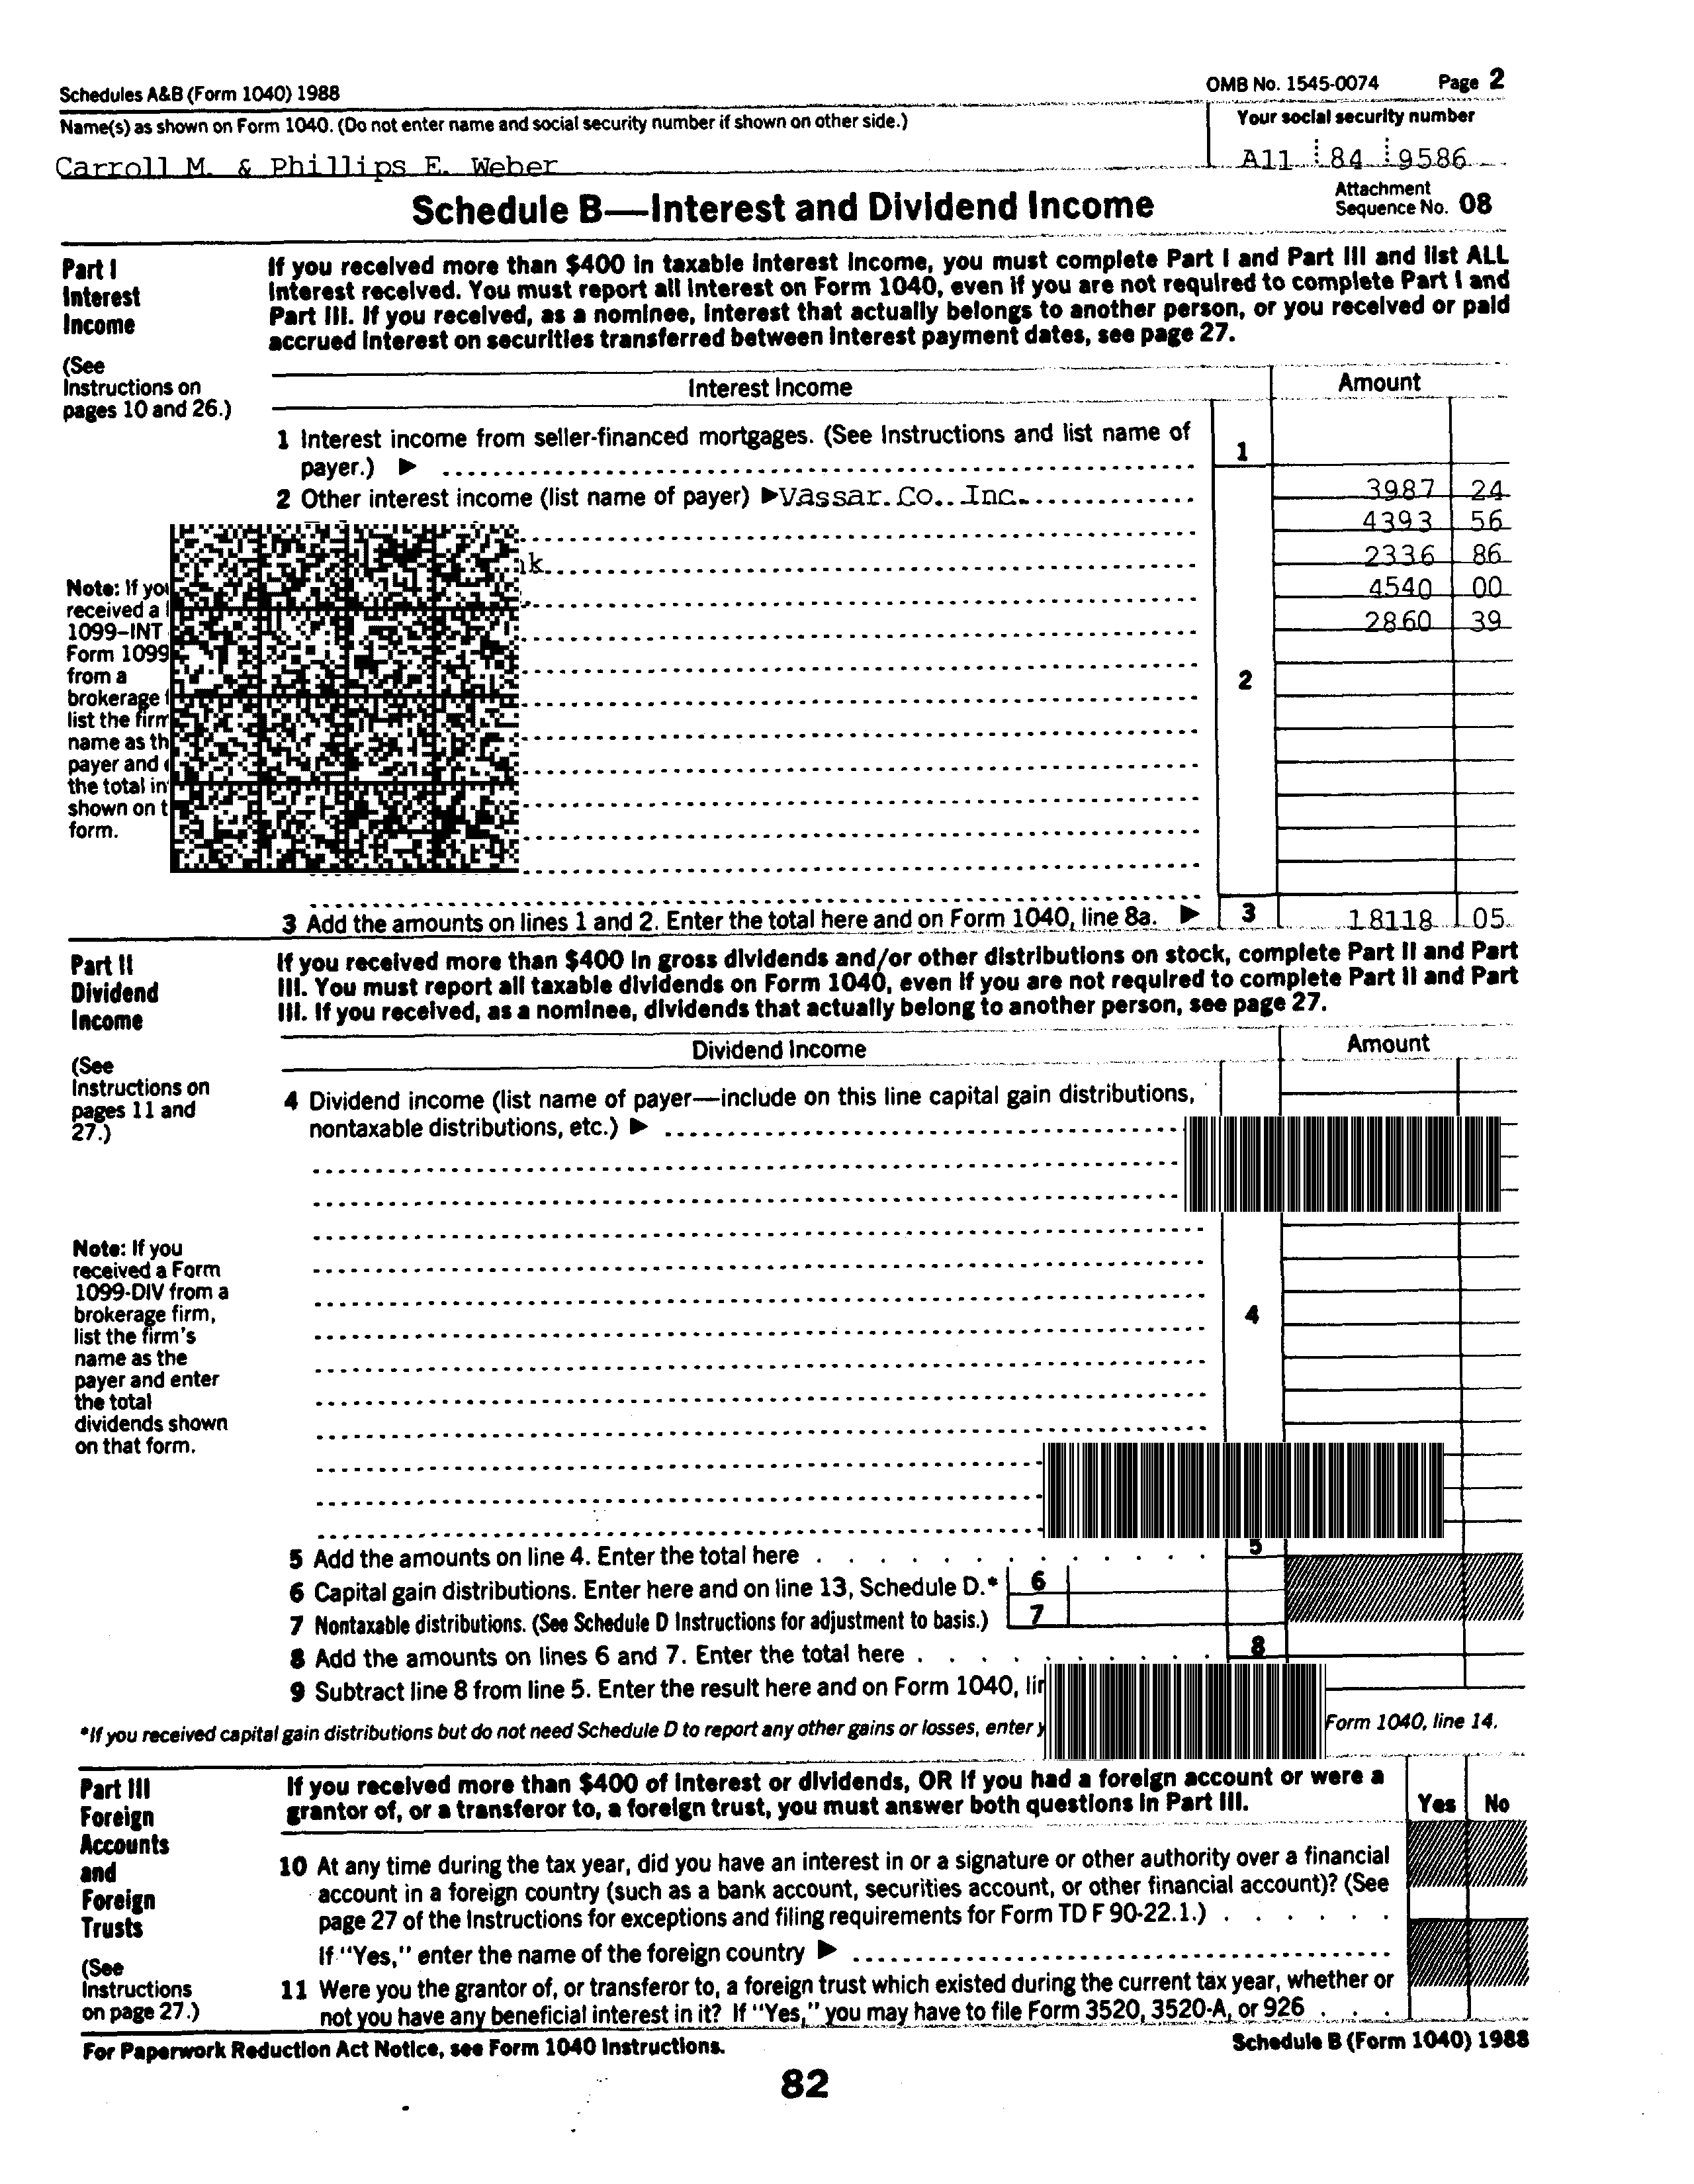 Schedules A&B (Form 1040) 1988
OMB No. 1545-0074 Page 2
Name(s) as shown on Form 1040. (Do not enter name and social security number if shown on other side.)
Your social security number
Carroll M. & Phillips E. Weber
A11 84 9586
Schedule B—Interest and Dividend Income
Attachment
Sequence No. 08
Part I
Interest
Income
(See
Instructions on
pages 10 and 26.)
If you received more than $400 in taxable interest income, you must complete Part I and Part III and list ALL
interest received. You must report all interest on Form 1040, even if you are not required to complete Part I and
Part III. If you received, as a nominee, interest that actually belongs to another person, or you received or paid
accrued interest on securities transferred between interest payment dates, see page 27.
Interest Income
Amount
1 Interest income from seller-financed mortgages. (See Instructions and list name of
payer.) ▶
1
2 Other interest income (list name of payer) ▶ Vassar Co. Inc.
3987 24
4393 56
2336 86
4540 00
2860 39
2
Note: If you
received a
1099–INT
Form 1099
from a
brokerage
list the firm
name as
payer and
the total
shown on
form.
3 Add the amounts on lines 1 and 2. Enter the total here and on Form 1040, line 8a. ▶ 3 18118 05
Part II
Dividend
Income
(See
Instructions on
pages 11 and
27.)
If you received more than $400 in gross dividends and/or other distributions on stock, complete Part II and Part
III. You must report all taxable dividends on Form 1040, even if you are not required to complete Part II and Part
III. If you received, as a nominee, dividends that actually belong to another person, see page 27.
Dividend Income
Amount
4 Dividend income (list name of payer—include on this line capital gain distributions,
nontaxable distributions, etc.) ▶
4
Note: If you
received a Form
1099-DIV from a
brokerage firm,
list the firm's
name as the
payer and enter
the total
dividends shown
on that form.
5 Add the amounts on line 4. Enter the total here 5
6 Capital gain distributions. Enter here and on line 13, Schedule D.* 6
7 Nontaxable distributions. (See Schedule D Instructions for adjustment to basis.) 7
8 Add the amounts on lines 6 and 7. Enter the total here 8
9 Subtract line 8 from line 5. Enter the result here and on Form 1040,
*If you received capital gain distributions but do not need Schedule D to report any other gains or losses, enter Form 1040, line 14.
Part III
Foreign
Accounts
and
Foreign
Trusts
(See
Instructions
on page 27.)
If you received more than $400 of interest or dividends, OR if you had a foreign account or were a
grantor of, or a transferor to, a foreign trust, you must answer both questions in Part III.
Yes No
10 At any time during the tax year, did you have an interest in or a signature or other authority over a financial
account in a foreign country (such as a bank account, securities account, or other financial account)? (See
page 27 of the Instructions for exceptions and filing requirements for Form TD F 90-22.1.)
If "Yes," enter the name of the foreign country ▶
11 Were you the grantor of, or transferor to, a foreign trust which existed during the current tax year, whether or
not you have any beneficial interest in it? If "Yes," you may have to file Form 3520, 3520-A, or 926
For Paperwork Reduction Act Notice, see Form 1040 Instructions.
Schedule B (Form 1040) 1988
82